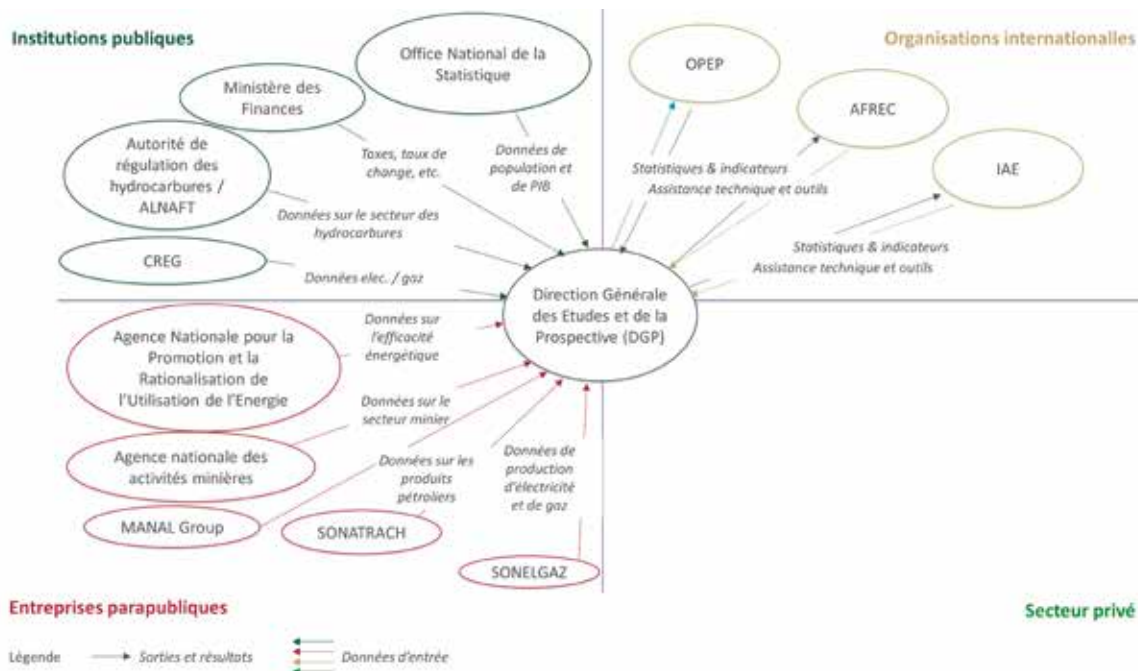 Institutions publiques
Organisations internationalles
Office National de la
Statistique
Ministère des
Finances
Autorité de
régulation des
hydrocarbures /
ALNAFT
CREG
OPEP
AFREC
IAE
Taxes, taux de
change, etc.
Données de
population et
de PIB
Données sur le secteur des
hydrocarbures
Données elec. / gaz
Statistiques & indicateurs
Assistance technique et outils
Statistiques & indicateurs
Assistance technique et outils
Direction Générale
des Etudes et de la
Prospective (DGP)
Agence Nationale pour la
Promotion et la
Rationalisation de
l'Utilisation de l'Energie
Données sur
l'efficacité
énergétique
Agence nationale des
activités minières
Données sur le
secteur minier
MANAL Group
Données sur les
produits
pétroliers
SONATRACH
Données de
production
d'électricité
et de gaz
SONELGAZ
Entreprises parapubliques
Secteur privé
Légende
Sorties et résultats
Données d'entrée